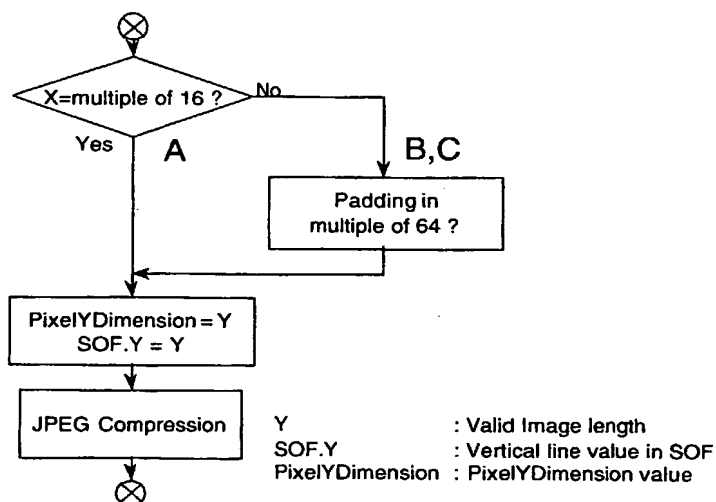 X=multiple of 16 ?
No
Yes
A
B,C
Padding in
multiple of 64 ?
PixelYDimension = Y
SOF.Y = Y
JPEG Compression
Y : Valid Image length
SOF.Y : Vertical line value in SOF
PixelYDimension : PixelYDimension value